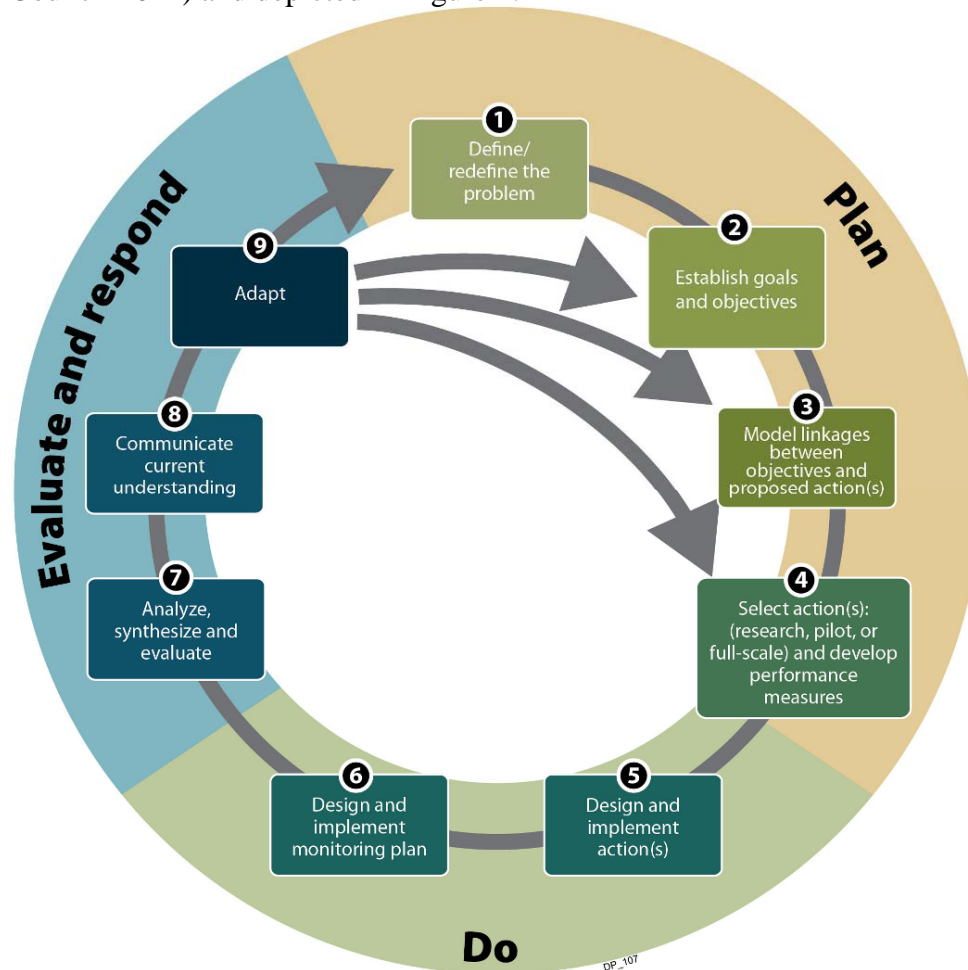 and depicted
1
Define/
redefine the
problem
Plan
2
Establish goals
and objectives
3
Model linkages
between
objectives and
proposed action(s)
4
Select action(s):
(research, pilot, or
full-scale) and develop
performance
measures
Do
5
Design and
implement
action(s)
6
Design and
implement
monitoring plan
Evaluate and respond
7
Analyze,
synthesize and
evaluate
8
Communicate
current
understanding
9
Adapt
DP_107